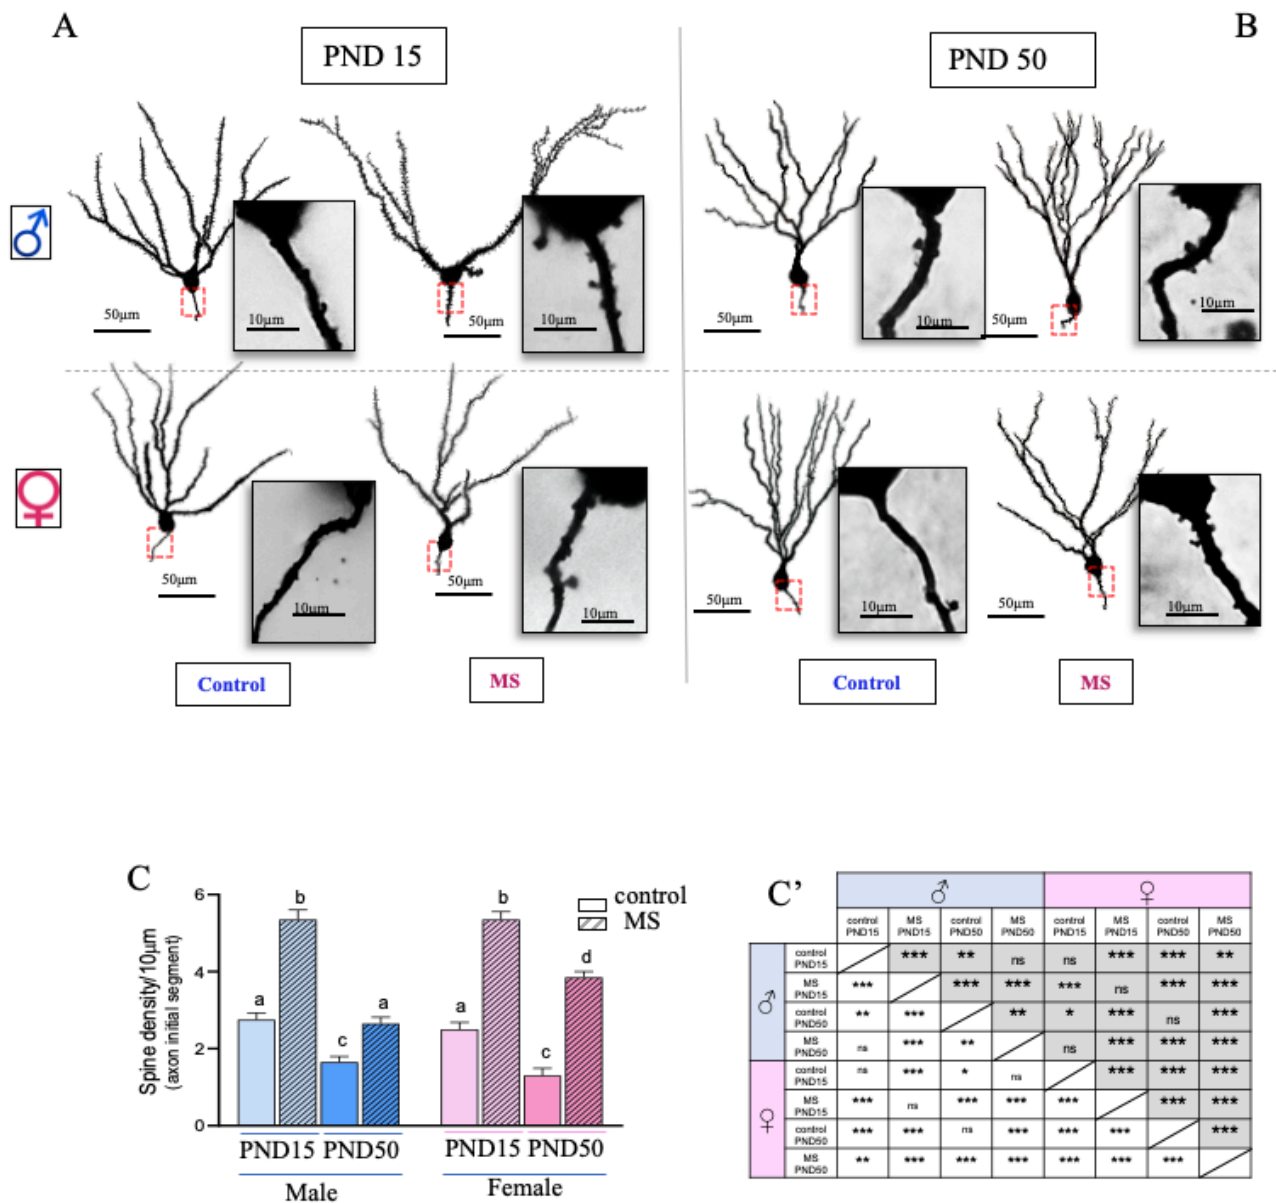 A
B
PND 15
PND 50
♂
50µm
10µm
50µm
10µm
50µm
10µm
50µm
10µm
♀
50µm
10µm
50µm
10µm
50µm
10µm
50µm
10µm
Control
MS
Control
MS
C
Spine density/10µm
(axon initial segment)
6
4
2
0
a
b
c
a
a
b
c
d
control
MS
PND15 PND50
PND15 PND50
Male
Female
C’
♂ ♀
control PND15 MS PND15 control PND50 MS PND50 control PND15 MS PND15 control PND50 MS PND50
♂
control PND15 *** ** ns ns *** *** **
MS PND15 *** *** *** *** ns *** ***
control PND50 ** *** ** * *** ns ***
MS PND50 ns *** ** ns *** *** ***
♀
control PND15 ns *** * ns *** *** ***
MS PND15 *** ns *** *** *** *** ***
control PND50 *** *** ns *** *** *** ***
MS PND50 ** *** *** *** *** *** ***